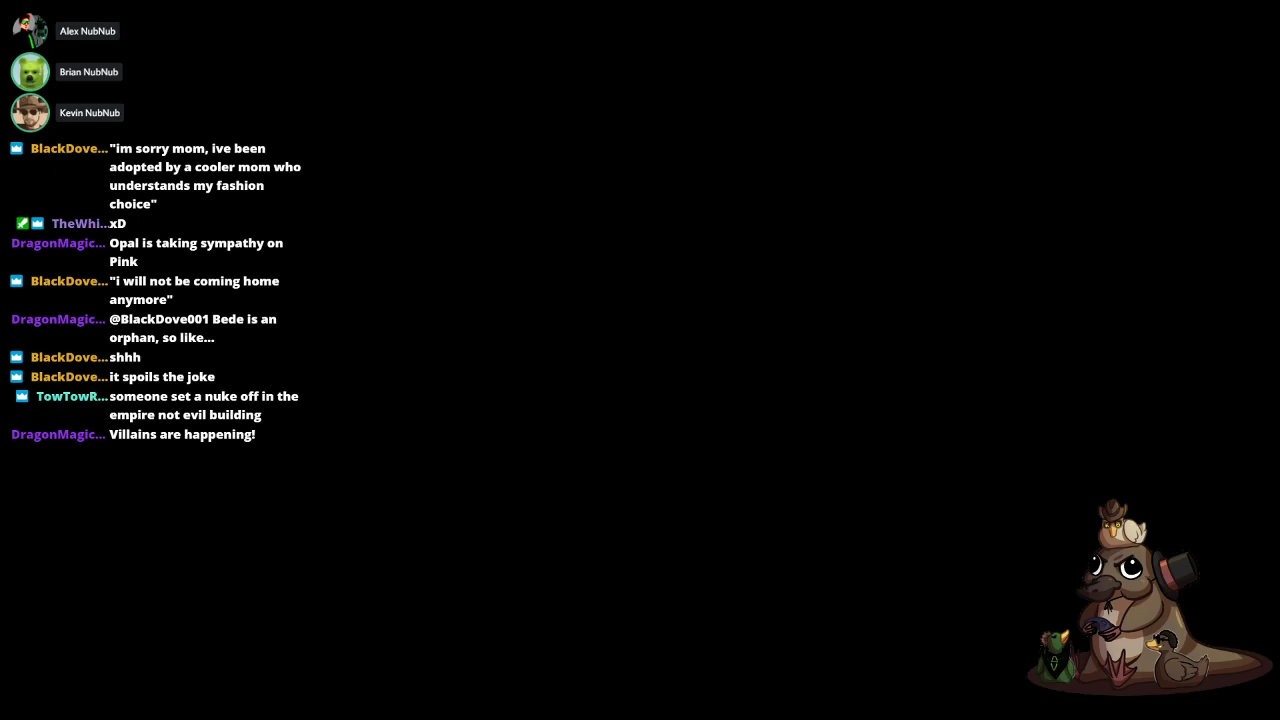 Alex NubNub
Brian NubNub
Kevin NubNub
BlackDove... "im sorry mom, ive been
adopted by a cooler mom who
understands my fashion
choice"
TheWhi... xD
DragonMagic... Opal is taking sympathy on
Pink
BlackDove... "i will not be coming home
anymore"
DragonMagic... @BlackDove001 Bede is an
orphan, so like...
BlackDove... shhh
BlackDove... it spoils the joke
TowTowR... someone set a nuke off in the
empire not evil building
DragonMagic... Villains are happening!